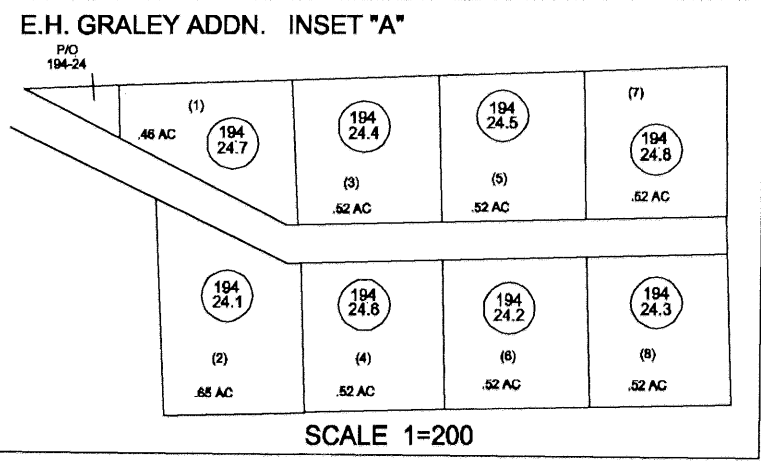 E.H. GRALEY ADDN. INSET "A"
P/O
194-24
(1)
.46 AC
194
24.7
194
24.4
(3)
.52 AC
194
24.5
(5)
.52 AC
(7)
194
24.8
.52 AC
194
24.1
(2)
.65 AC
194
24.6
(4)
.52 AC
194
24.2
(6)
.52 AC
194
24.3
(8)
.52 AC
SCALE 1=200